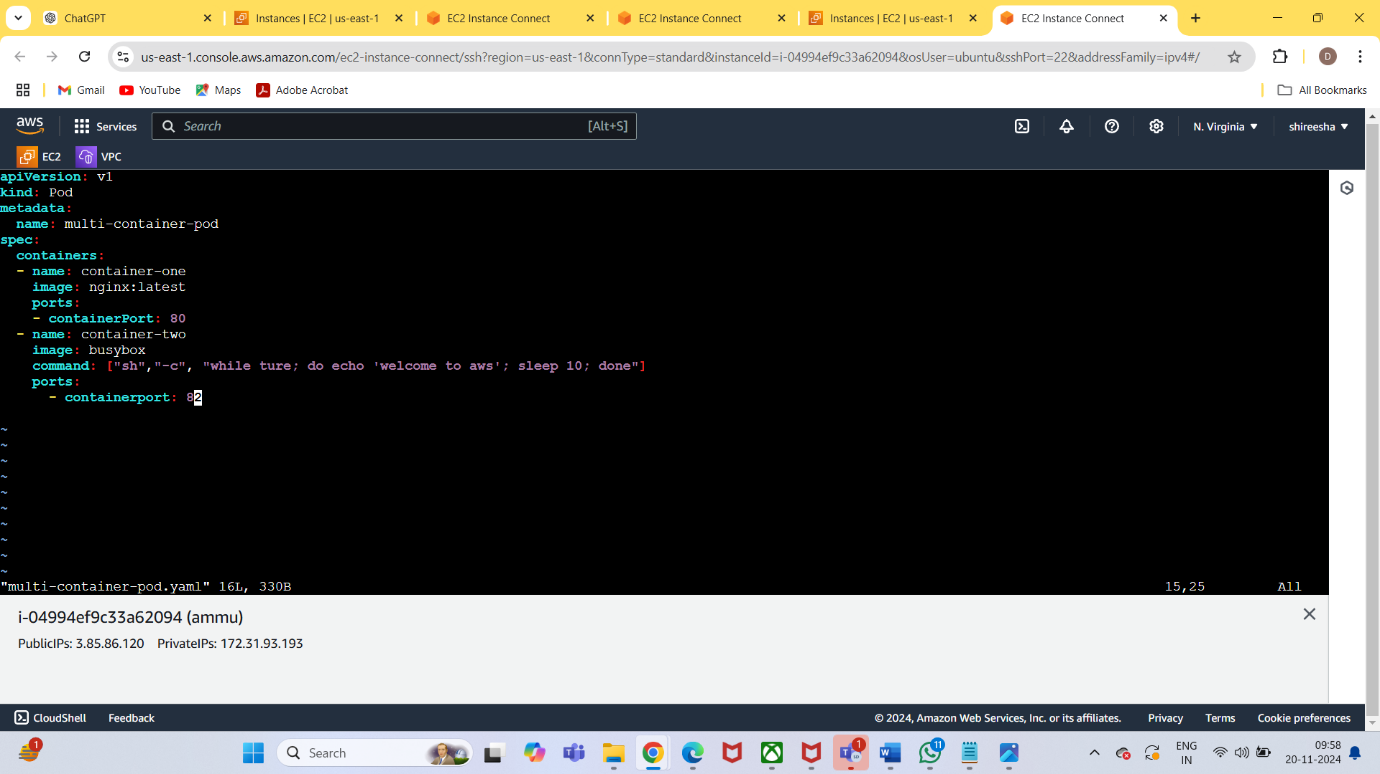 ChatGPT
Instances | EC2 | us-east-1
EC2 Instance Connect
EC2 Instance Connect
Instances | EC2 | us-east-1
EC2 Instance Connect
us-east-1.console.aws.amazon.com/ec2-instance-connect/ssh?region=us-east-1&connType=standard&instanceId=i-04994ef9c33a62094&osUser=ubuntu&sshPort=22&addressFamily=ipv4#/
D
Gmail
YouTube
Maps
Adobe Acrobat
All Bookmarks
aws
Services
Search
[Alt+S]
N. Virginia
shireesha
EC2
VPC
apiVersion: v1
kind: Pod
metadata:
  name: multi-container-pod
spec:
  containers:
  - name: container-one
    image: nginx:latest
    ports:
    - containerPort: 80
  - name: container-two
    image: busybox
    command: ["sh","-c", "while ture; do echo 'welcome to aws'; sleep 10; done"]
    ports:
      - containerport: 82
~
~
~
~
~
~
~
~
~
~
"multi-container-pod.yaml" 16L, 330B 15,25 All
i-04994ef9c33a62094 (ammu)
PublicIPs: 3.85.86.120 PrivateIPs: 172.31.93.193
CloudShell
Feedback
© 2024, Amazon Web Services, Inc. or its affiliates.
Privacy
Terms
Cookie preferences
1
Search
1
11
ENG
IN
09:58
20-11-2024